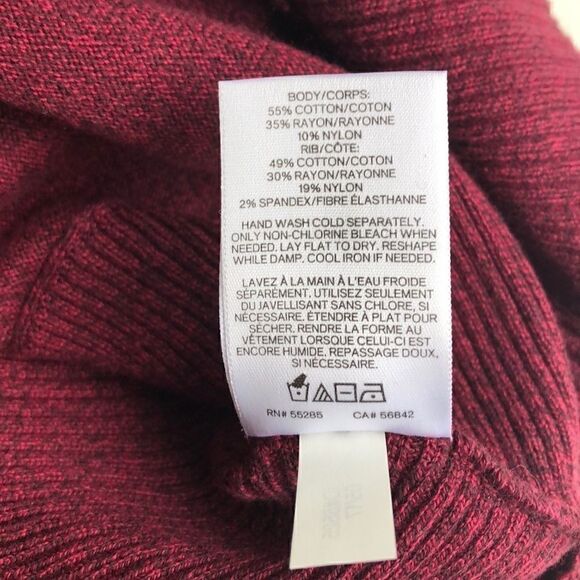 BODY/CORPS:
55% COTTON/COTON
35% RAYON/RAYONNE
10% NYLON
RIB/CÔTE:
49% COTTON/COTON
30% RAYON/RAYONNE
19% NYLON
2% SPANDEX/FIBRE ÉLASTHANNE
HAND WASH COLD SEPARATELY.
ONLY NON-CHLORINE BLEACH WHEN
NEEDED. LAY FLAT TO DRY. RESHAPE
WHILE DAMP. COOL IRON IF NEEDED.
LAVEZ À LA MAIN À L'EAU FROIDE
SÉPARÉMENT. UTILISEZ SEULEMENT
DU JAVELLISANT SANS CHLORE, SI
NÉCESSAIRE. ÉTENDRE À PLAT POUR
SÉCHER. RENDRE LA FORME AU
VÊTEMENT LORSQUE CELUI-CI EST
ENCORE HUMIDE. REPASSAGE DOUX,
SI NÉCESSAIRE.
RN# 55285 CA# 56842